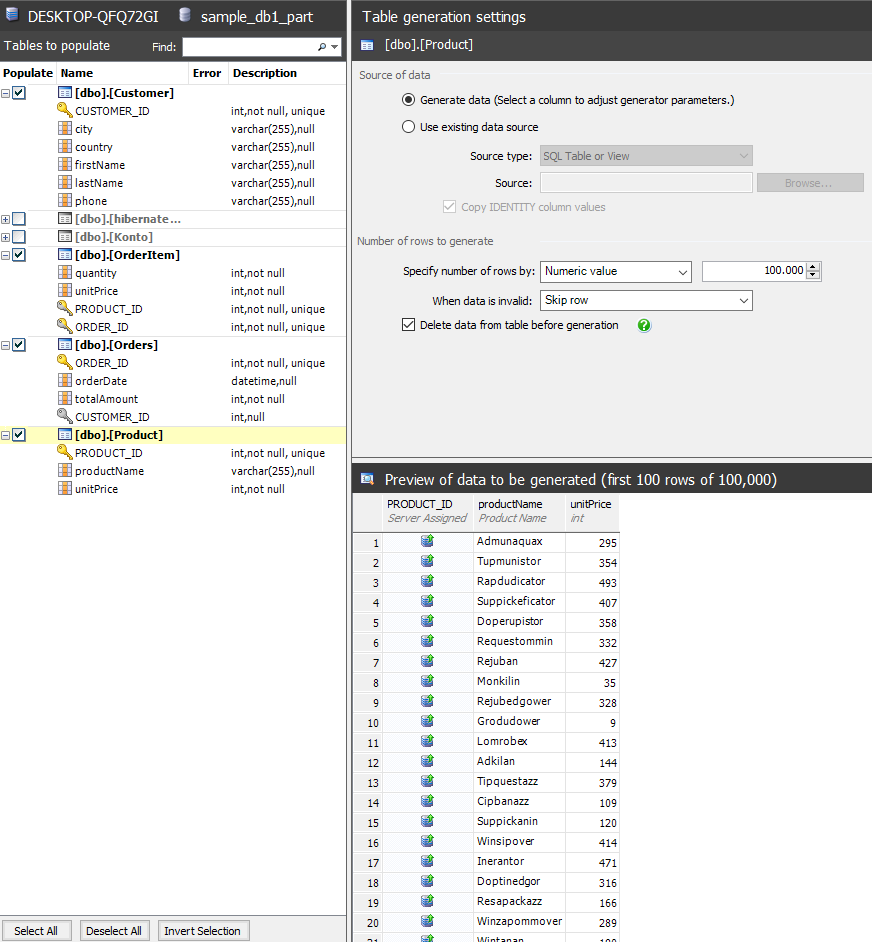 DESKTOP-QFQ72GI sample_db1_part
Tables to populate Find:
Populate Name Error Description
[dbo].[Customer]
CUSTOMER_ID int,not null, unique
city varchar(255),null
country varchar(255),null
firstName varchar(255),null
lastName varchar(255),null
phone varchar(255),null
[dbo].[hibernate...
[dbo].[Konto]
[dbo].[OrderItem]
quantity int,not null
unitPrice int,not null
PRODUCT_ID int,not null, unique
ORDER_ID int,not null, unique
[dbo].[Orders]
ORDER_ID int,not null, unique
orderDate datetime,null
totalAmount int,not null
CUSTOMER_ID int,null
[dbo].[Product]
PRODUCT_ID int,not null, unique
productName varchar(255),null
unitPrice int,not null
Select All Deselect All Invert Selection
Table generation settings
[dbo].[Product]
Source of data
Generate data (Select a column to adjust generator parameters.)
Use existing data source
Source type: SQL Table or View
Source: Browse...
Copy IDENTITY column values
Number of rows to generate
Specify number of rows by: Numeric value 100.000
When data is invalid: Skip row
Delete data from table before generation ?
Preview of data to be generated (first 100 rows of 100,000)
PRODUCT_ID productName unitPrice
Server Assigned Product Name int
1 Admunaquax 295
2 Tupmunistor 354
3 Rapdudicator 493
4 Suppickeficator 407
5 Doperupistor 358
6 Requestommin 332
7 Rejuban 427
8 Monkilin 35
9 Rejubedgower 328
10 Grodudower 9
11 Lomrobex 413
12 Adkilan 144
13 Tipquestazz 379
14 Cipbanazz 109
15 Suppickanin 120
16 Winsipover 414
17 Inerantor 471
18 Doptinedgor 316
19 Resapackazz 166
20 Winzapommover 289